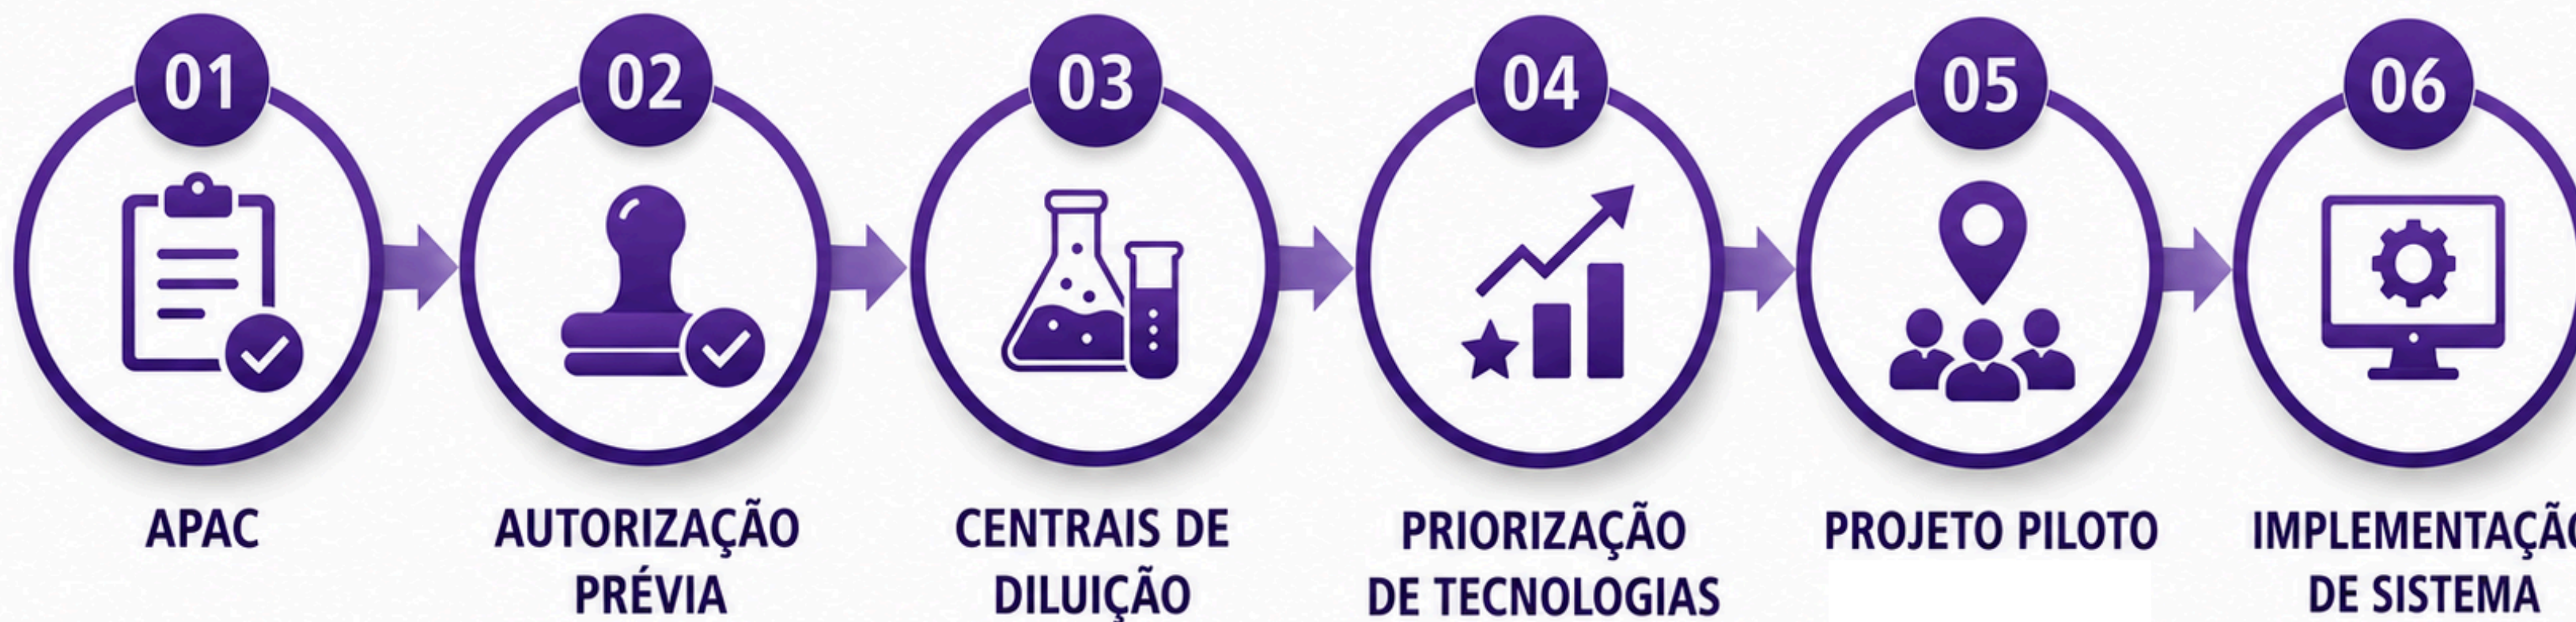 01
02
03
04
05
06
APAC
AUTORIZAÇÃO
PRÉVIA
CENTRAIS DE
DILUIÇÃO
PRIORIZAÇÃO
DE TECNOLOGIAS
PROJETO PILOTO
IMPLEMENTAÇÃO
DE SISTEMA